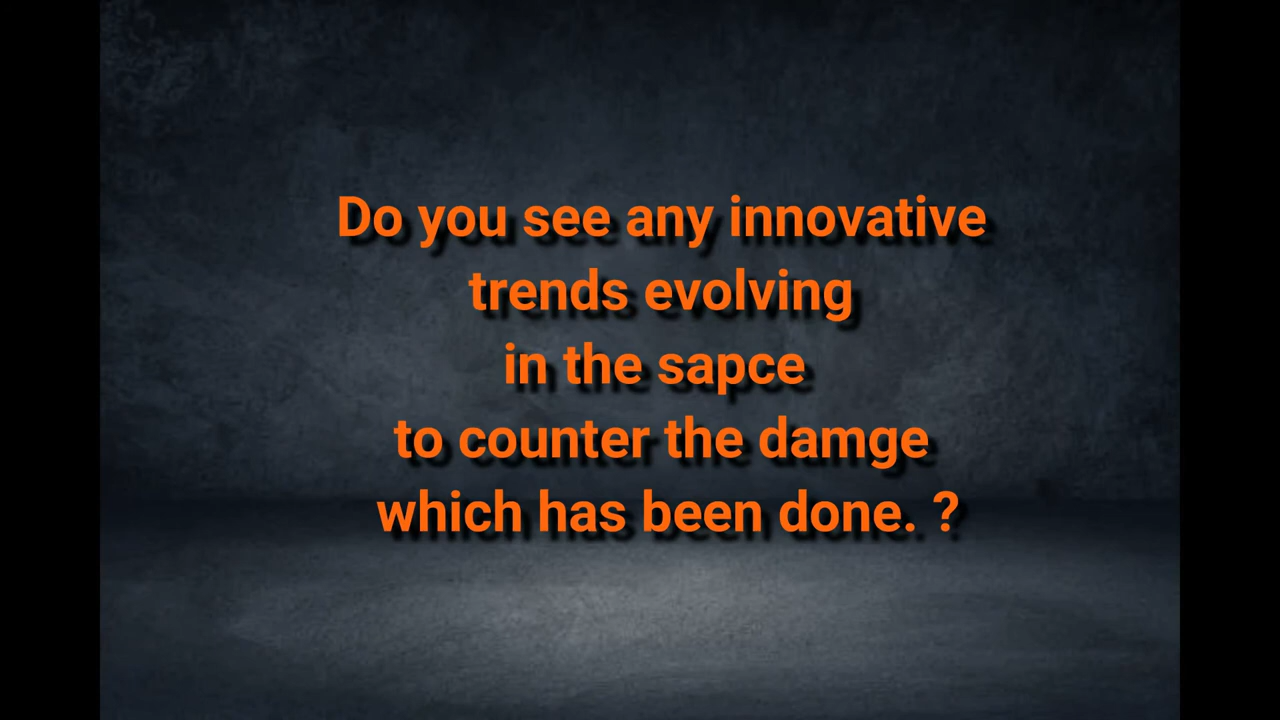 Do you see any innovative
trends evolving
in the sapce
to counter the damge
which has been done. ?